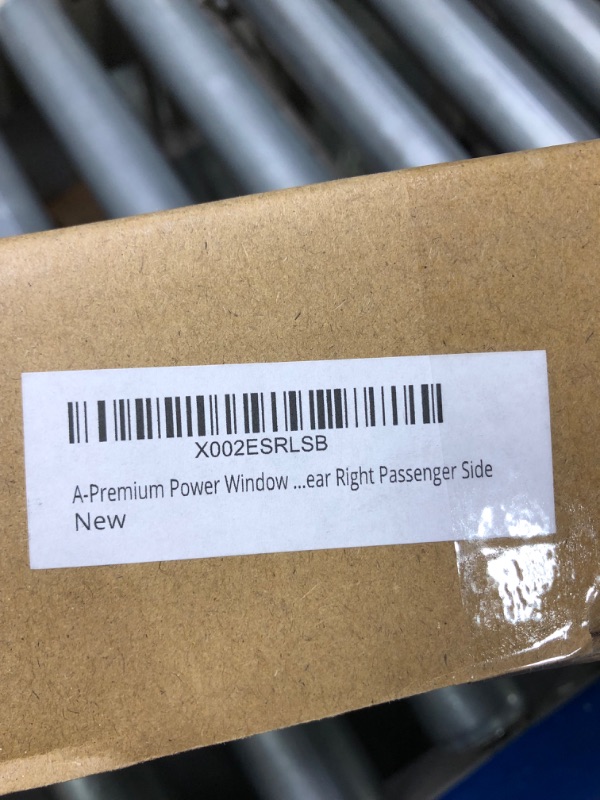 X002ESRLSB
A-Premium Power Window ...ear Right Passenger Side
New